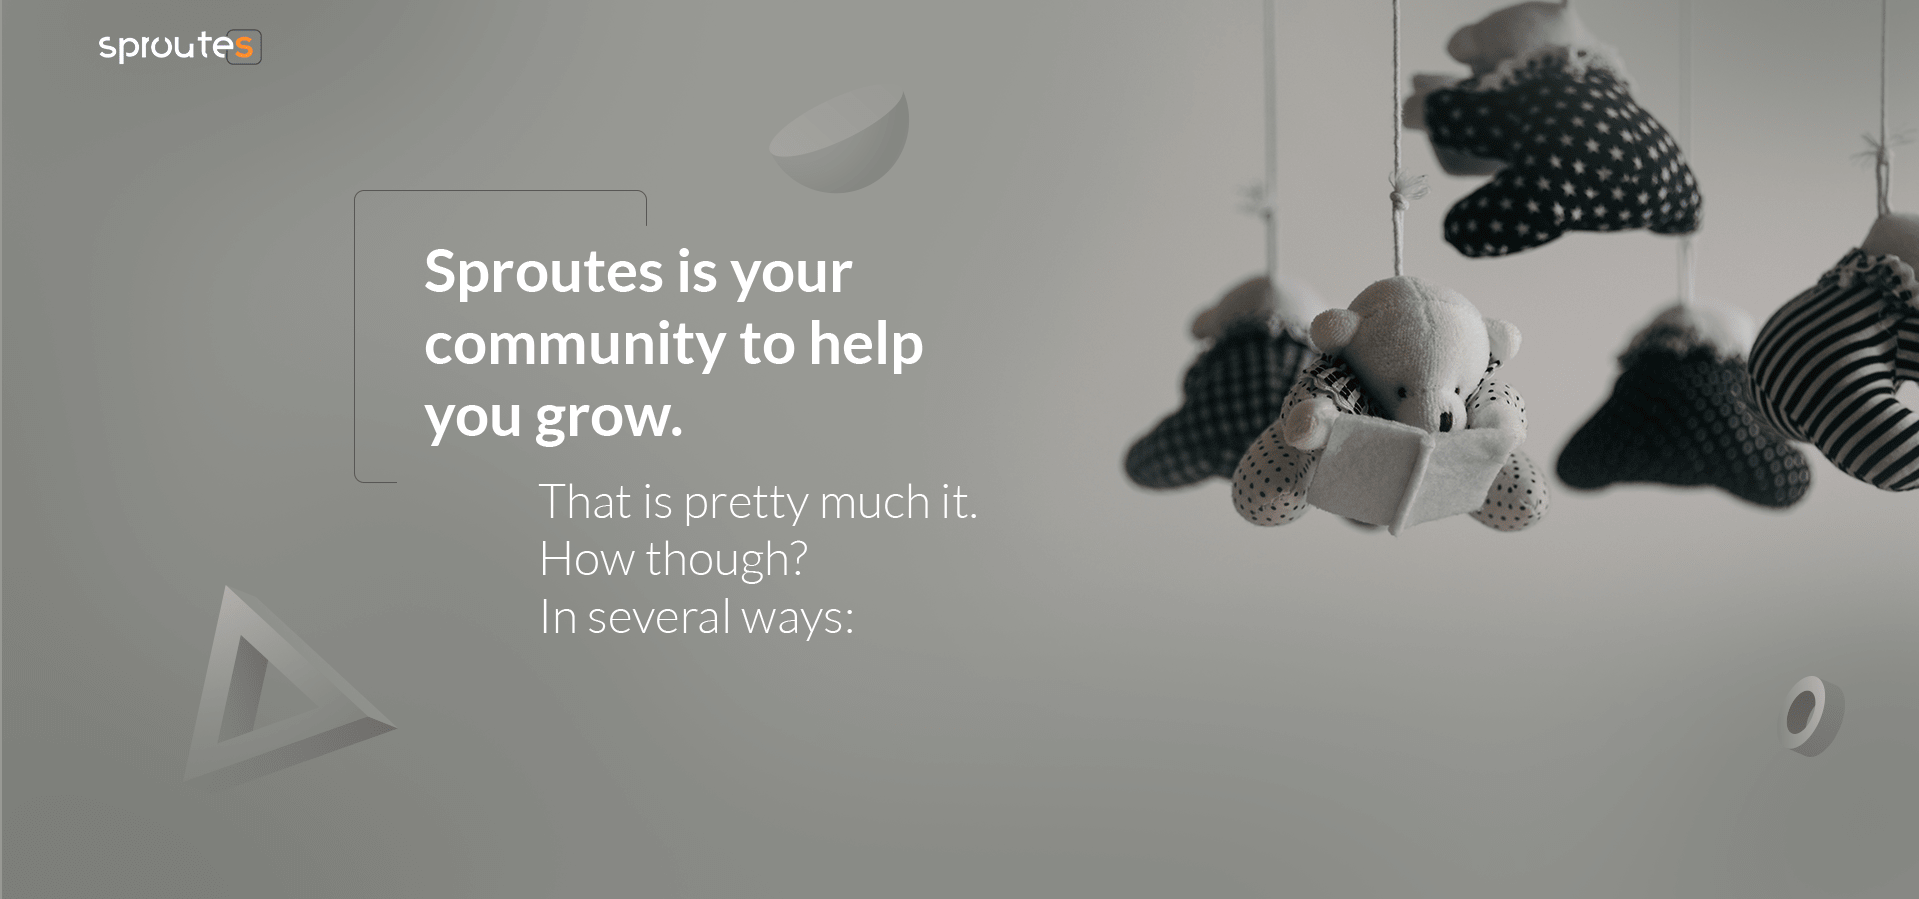 sproutes
Sproutes is your
community to help
you grow.
That is pretty much it.
How though?
In several ways: